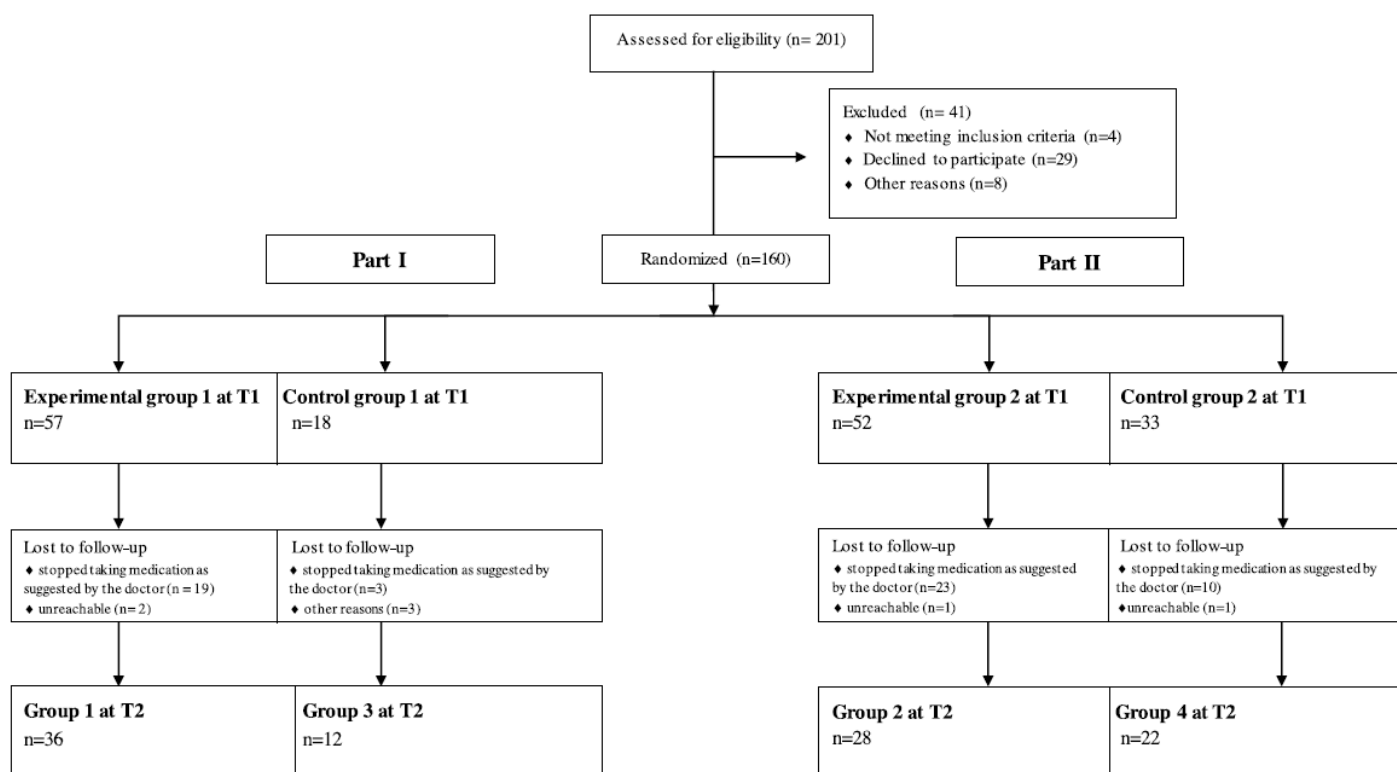 Assessed for eligibility (n= 201)
Excluded (n= 41)
♦ Not meeting inclusion criteria (n=4)
♦ Declined to participate (n=29)
♦ Other reasons (n=8)
Part I
Randomized (n=160)
Part II
Experimental group 1 at T1
n=57
Control group 1 at T1
n=18
Experimental group 2 at T1
n=52
Control group 2 at T1
n=33
Lost to follow-up
♦ stopped taking medication as
suggested by the doctor (n = 19)
♦ unreachable (n= 2)
Lost to follow-up
♦ stopped taking medication as suggested by
the doctor (n=3)
♦ other reasons (n=3)
Lost to follow-up
♦ stopped taking medication as suggested
by the doctor (n=23)
♦ unreachable (n=1)
Lost to follow-up
♦ stopped taking medication as suggested by
the doctor (n=10)
♦unreachable (n=1)
Group 1 at T2
n=36
Group 3 at T2
n=12
Group 2 at T2
n=28
Group 4 at T2
n=22